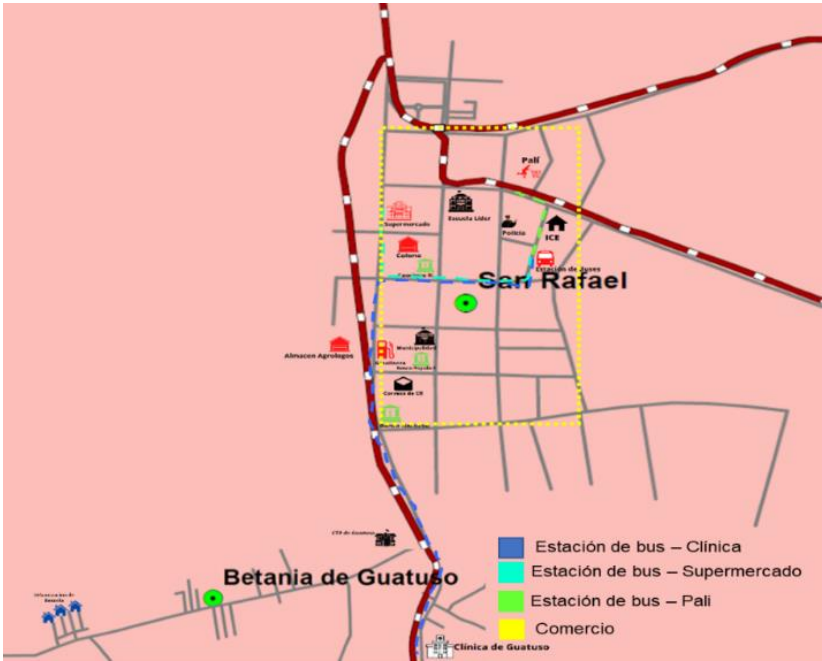 Palí
Supermercado
Escuela Líder
Policía
ICE
Estación de buses
San Rafael
Almacen Agrologos
Municipalidad
Correos de CR
CTP de Guatuso
Betania de Guatuso
Clínica de Guatuso
Estación de bus – Clínica
Estación de bus – Supermercado
Estación de bus – Pali
Comercio